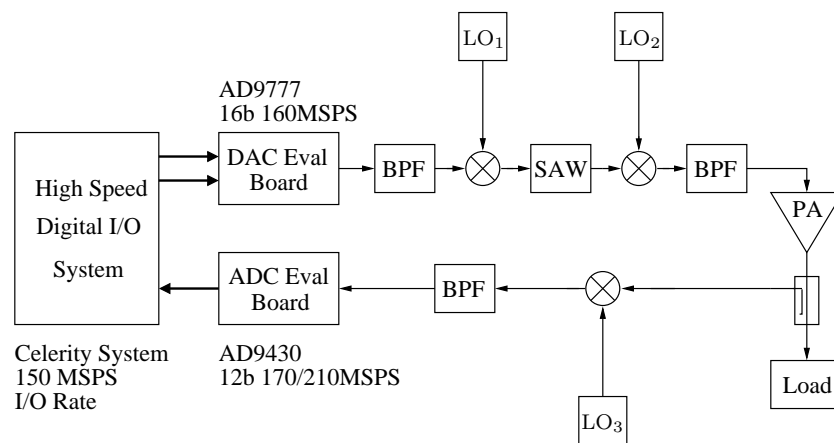 LO₁
LO₂
AD9777
16b 160MSPS
High Speed
Digital I/O
System
DAC Eval
Board
BPF
SAW
BPF
PA
ADC Eval
Board
BPF
Celerity System
150 MSPS
I/O Rate
AD9430
12b 170/210MSPS
LO₃
Load